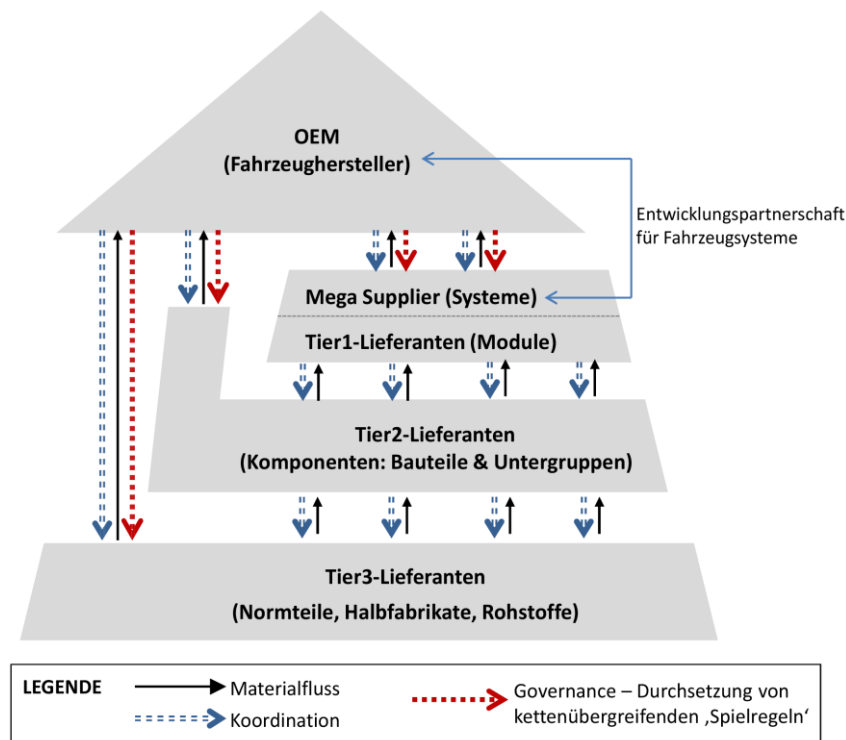 OEM
(Fahrzeughersteller)
Entwicklungspartnerschaft
für Fahrzeugsysteme
Mega Supplier (Systeme)
Tier1-Lieferanten (Module)
Tier2-Lieferanten
(Komponenten: Bauteile & Untergruppen)
Tier3-Lieferanten
(Normteile, Halbfabrikate, Rohstoffe)
LEGENDE
Materialfluss
Koordination
Governance – Durchsetzung von
kettenübergreifenden ‚Spielregeln‘